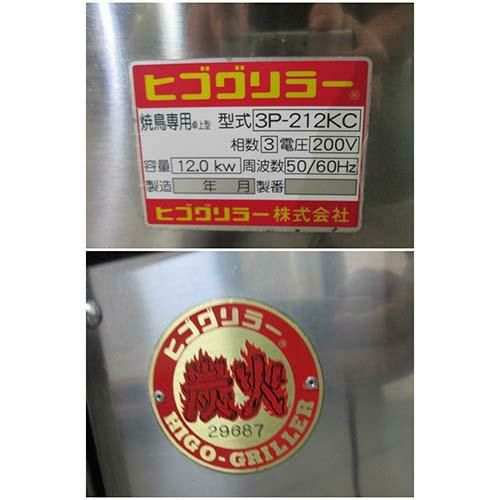 ヒゴグリラー®
焼鳥専用卓上型 型式 3P-212KC
相数 3 電圧 200V
容量 12.0 kw 周波数 50/60Hz
製造 年 月 製番
ヒゴグリラー株式会社
ヒゴグリラー®
炭火
29687
HIGO-GRILLER